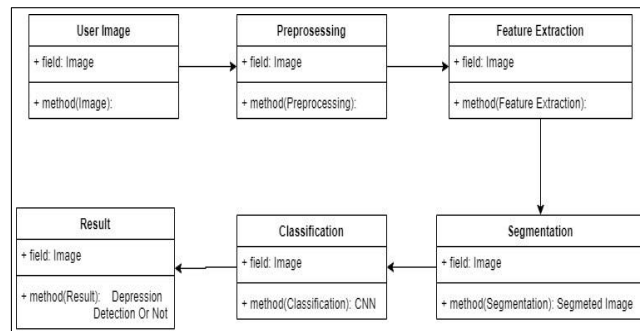 User Image
+ field: Image
+ method(Image):
Preprosessing
+ field: Image
+ method(Preprocessing):
Feature Extraction
+ field: Image
+ method(Feature Extraction):
Result
+ field: Image
+ method(Result): Depression
Detection Or Not
Classification
+ field: Image
+ method(Classification): CNN
Segmentation
+ field: Image
+ method(Segmentation): Segmeted Image